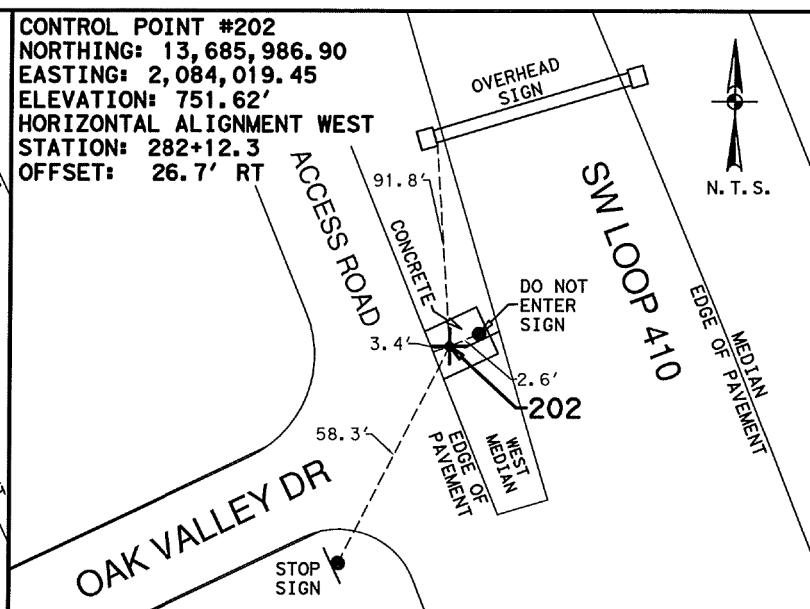 CONTROL POINT #202
NORTHING: 13,685,986.90
EASTING: 2,084,019.45
ELEVATION: 751.62'
HORIZONTAL ALIGNMENT WEST
STATION: 282+12.3
OFFSET: 26.7' RT
OVERHEAD
SIGN
N.T.S.
ACCESS ROAD
91.8'
CONCRETE
SW LOOP 410
DO NOT
ENTER
SIGN
3.4'
2.6'
202
EDGE OF PAVEMENT
MEDIAN
58.3'
EDGE OF
PAVEMENT
WEST
MEDIAN
OAK VALLEY DR
STOP
SIGN